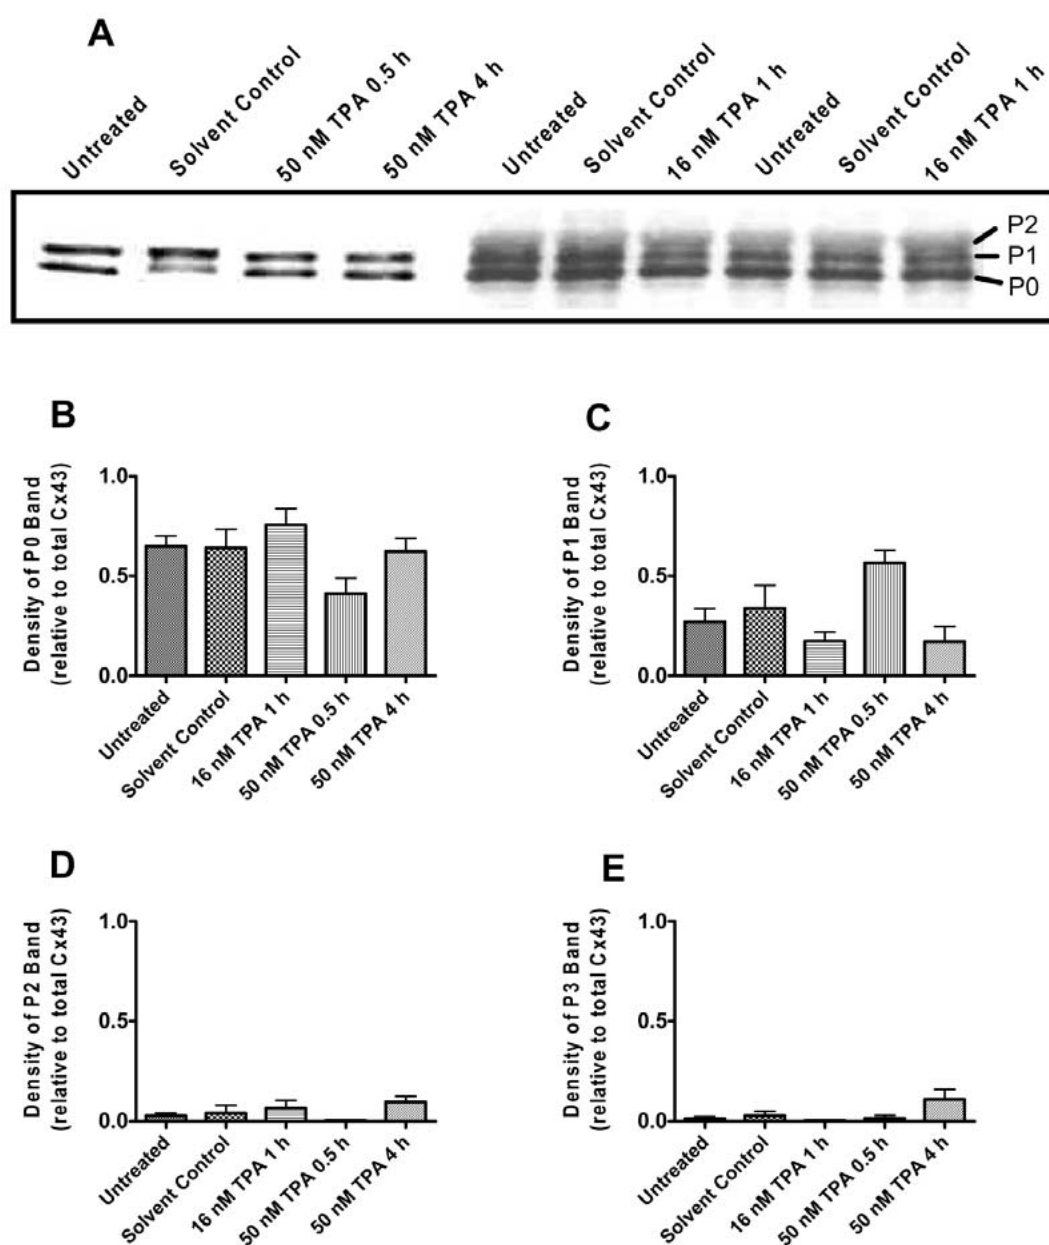 A
Untreated
Solvent Control
50 nM TPA 0.5 h
50 nM TPA 4 h
Untreated
Solvent Control
16 nM TPA 1 h
Untreated
Solvent Control
16 nM TPA 1 h
P2
P1
P0
B
Density of P0 Band
(relative to total Cx43)
1.0
0.5
0.0
Untreated
Solvent Control
16 nM TPA 1 h
50 nM TPA 0.5 h
50 nM TPA 4 h
C
Density of P1 Band
(relative to total Cx43)
1.0
0.5
0.0
Untreated
Solvent Control
16 nM TPA 1 h
50 nM TPA 0.5 h
50 nM TPA 4 h
D
Density of P2 Band
(relative to total Cx43)
1.0
0.5
0.0
Untreated
Solvent Control
16 nM TPA 1 h
50 nM TPA 0.5 h
50 nM TPA 4 h
E
Density of P3 Band
(relative to total Cx43)
1.0
0.5
0.0
Untreated
Solvent Control
16 nM TPA 1 h
50 nM TPA 0.5 h
50 nM TPA 4 h